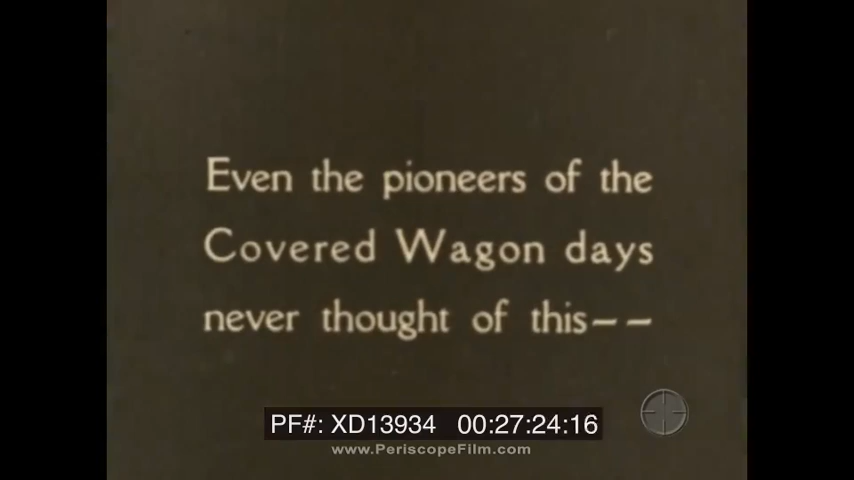 Even the pioneers of the
Covered Wagon days
never thought of this--
PF#: XD13934 00:27:24:16
www.PeriscopeFilm.com